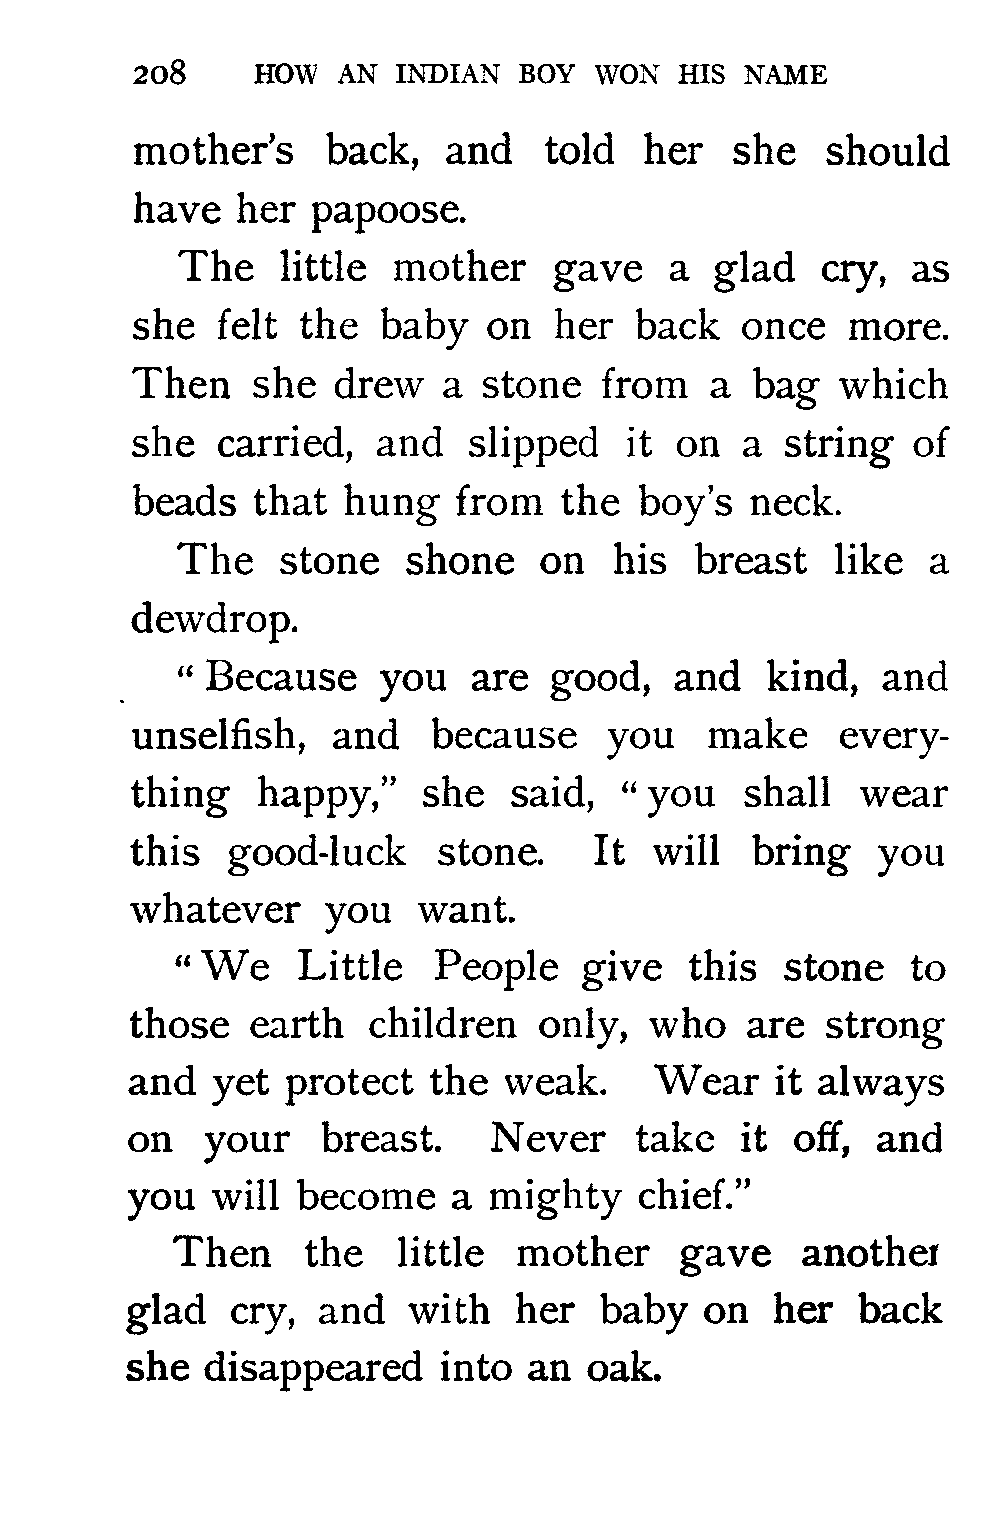 208 HOW AN INDIAN BOY WON HIS NAME
mother's back, and told her she should
have her papoose.
The little mother gave a glad cry, as
she felt the baby on her back once more.
Then she drew a stone from a bag which
she carried, and slipped it on a string of
beads that hung from the boy's neck.
The stone shone on his breast like a
dewdrop.
"Because you are good, and kind, and
unselfish, and because you make every-
thing happy," she said, "you shall wear
this good-luck stone. It will bring you
whatever you want.
"We Little People give this stone to
those earth children only, who are strong
and yet protect the weak. Wear it always
on your breast. Never take it off, and
you will become a mighty chief."
Then the little mother gave another
glad cry, and with her baby on her back
she disappeared into an oak.